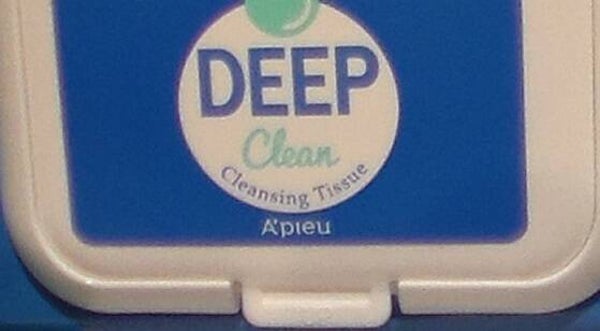 DEEP
Clean
Cleansing Tissue
A'pieu